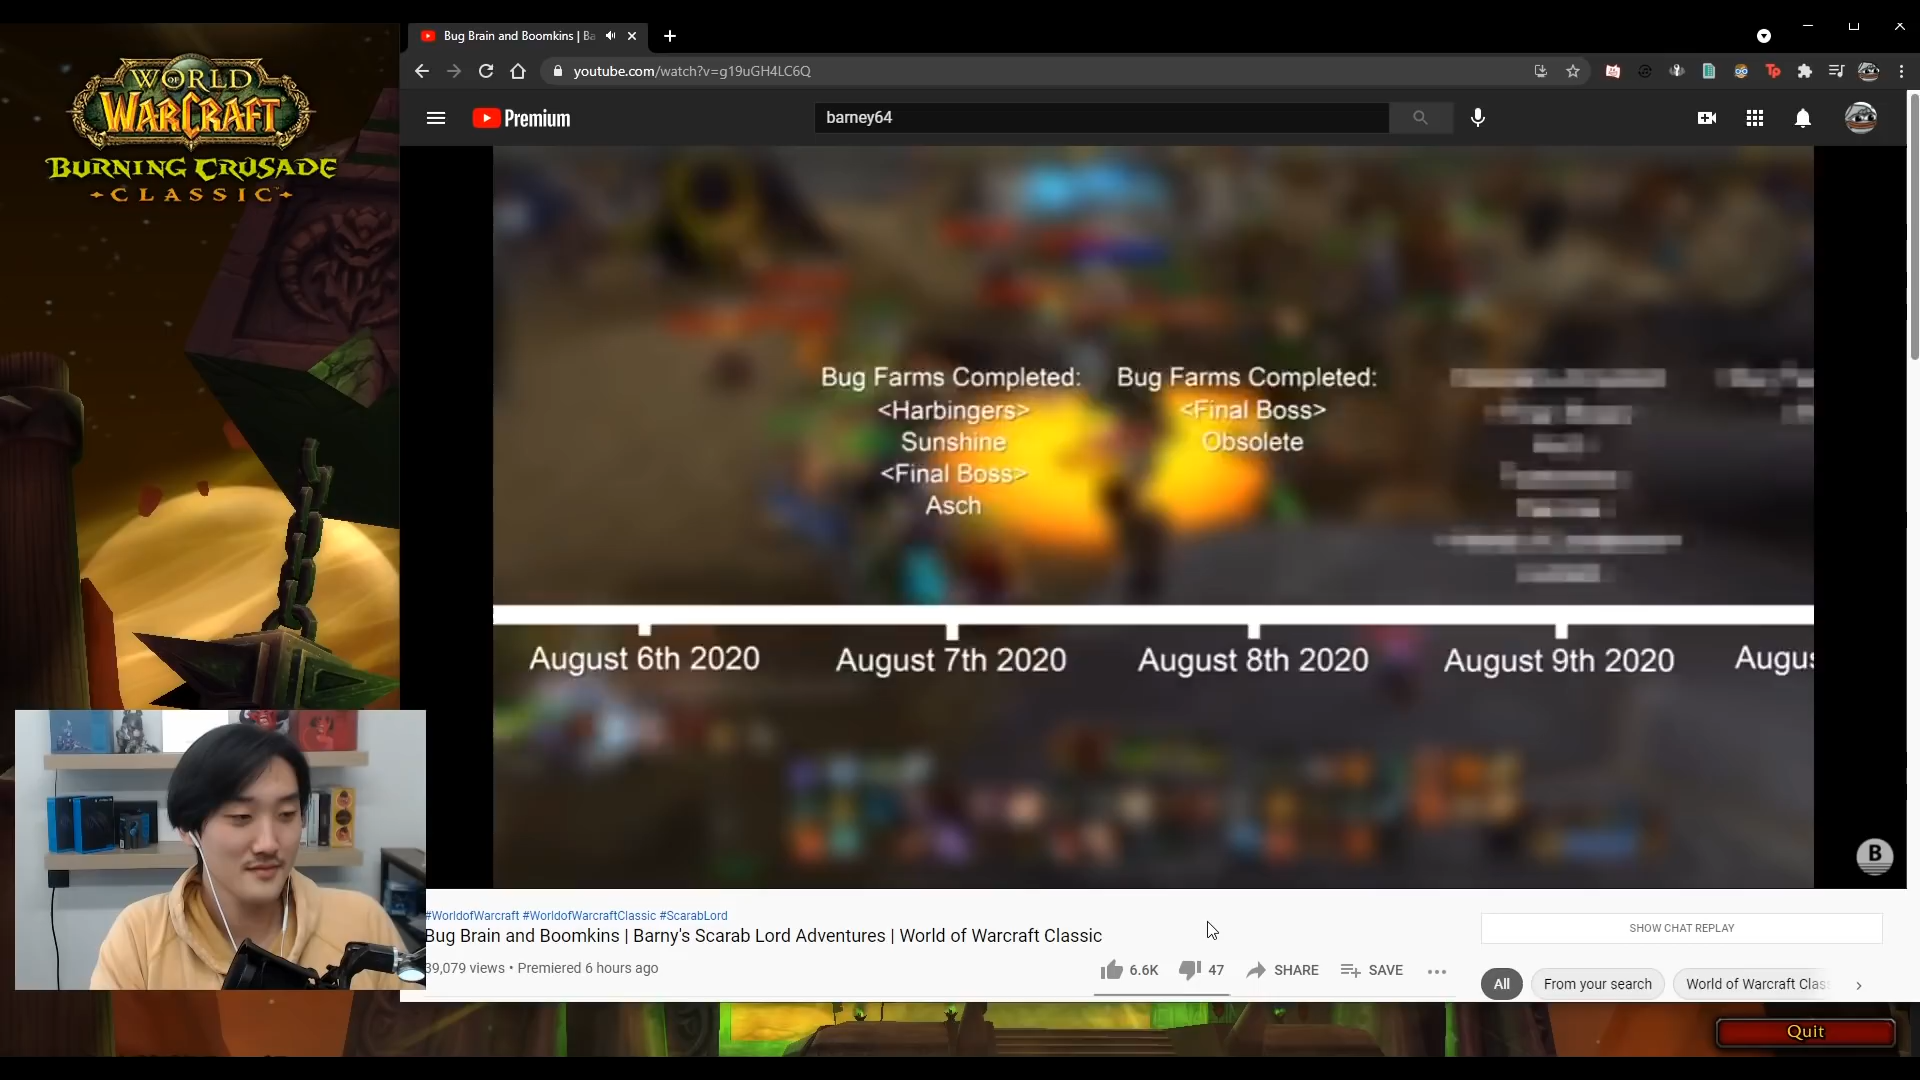 WORLD OF WARCRAFT
BURNING CRUSADE
CLASSIC
Bug Brain and Boomkins | Ba
youtube.com/watch?v=g19uGH4LC6Q
Premium
barney64
Bug Farms Completed:
<Harbingers>
Sunshine
<Final Boss>
Asch
Bug Farms Completed:
<Final Boss>
Obsolete
August 6th 2020
August 7th 2020
August 8th 2020
August 9th 2020
Augus
B
#WorldofWarcraft #WorldofWarcraftClassic #ScarabLord
Bug Brain and Boomkins | Barny's Scarab Lord Adventures | World of Warcraft Classic
39,079 views • Premiered 6 hours ago
6.6K
47
SHARE
SAVE
SHOW CHAT REPLAY
All
From your search
World of Warcraft Clas
Quit